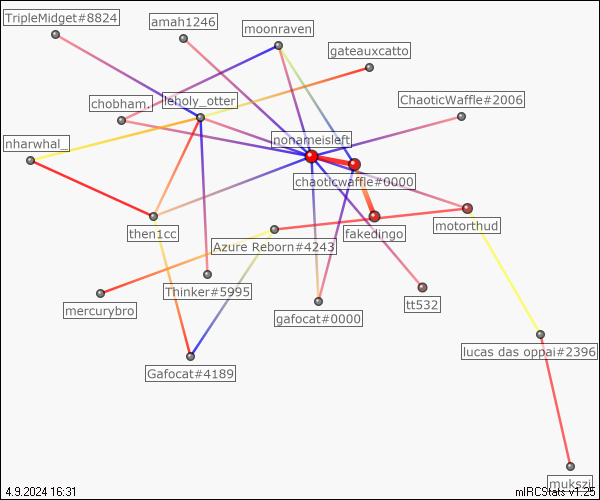 TripleMidget#8824
amah1246
moonraven
gateauxcatto
chobham.
leholy_otter
ChaoticWaffle#2006
nharwhal_
nonameisleft
chaoticwaffle#0000
then1cc
Azure Reborn#4243
fakedingo
motorthud
mercurybro
Thinker#5995
gafocat#0000
tt532
Gafocat#4189
lucas das oppai#2396
mukszi
4.9.2024 16:31
mIRCStats v1.25